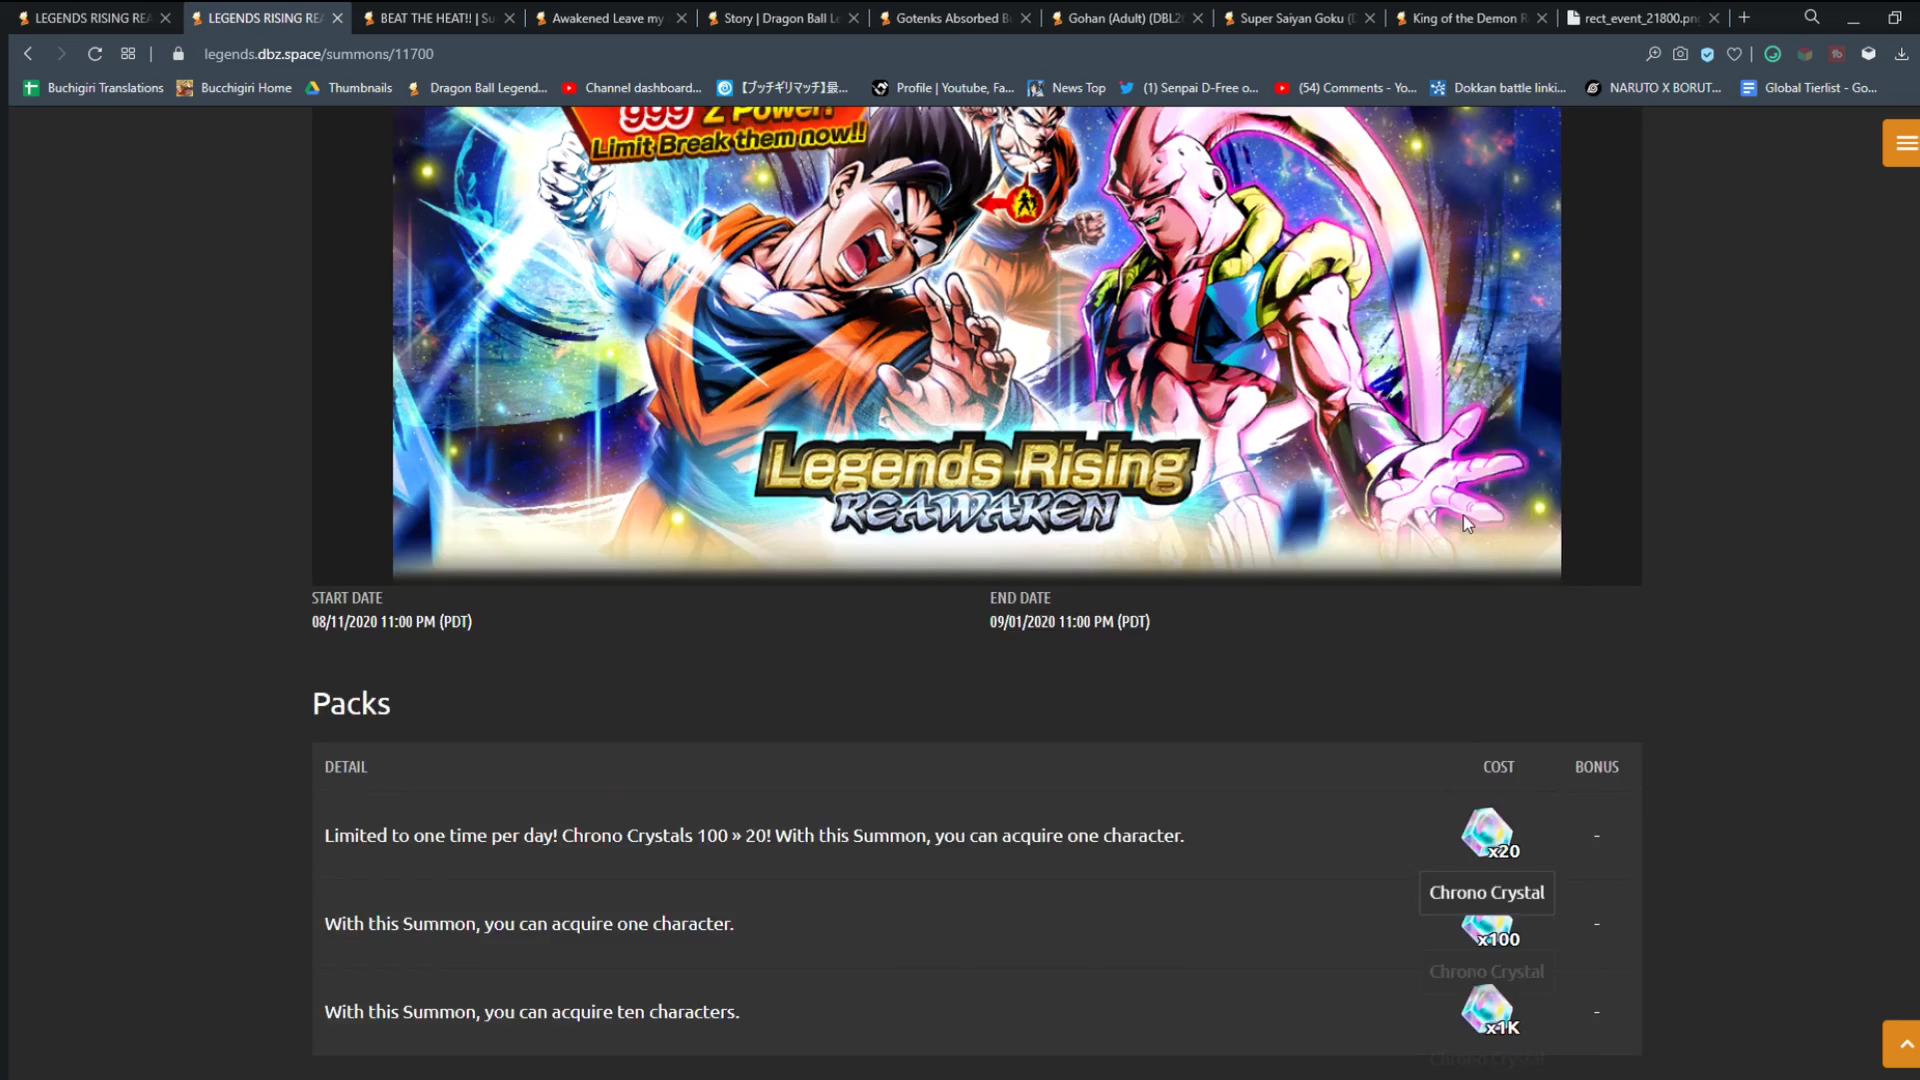 LEGENDS RISING REA
LEGENDS RISING REA
BEAT THE HEAT!! | Su
Awakened Leave my
Story | Dragon Ball Le
Gotenks Absorbed B
Gohan (Adult) (DBL2
Super Saiyan Goku (
King of the Demon R
rect_event_21800.pn
legends.dbz.space/summons/11700
Buchigiri Translations
Bucchigiri Home
Thumbnails
Dragon Ball Legend...
Channel dashboard...
【ブッチギリマッチ】最...
Profile | Youtube, Fa...
News Top
(1) Senpai D-Free o...
(54) Comments - Yo...
Dokkan battle linki...
NARUTO X BORUT...
Global Tierlist - Go...
999 Z Power!
Limit Break them now!!
Legends Rising
REAWAKEN
START DATE
08/11/2020 11:00 PM (PDT)
END DATE
09/01/2020 11:00 PM (PDT)
Packs
DETAIL
COST
BONUS
Limited to one time per day! Chrono Crystals 100 » 20! With this Summon, you can acquire one character.
x20
-
Chrono Crystal
With this Summon, you can acquire one character.
x100
-
Chrono Crystal
With this Summon, you can acquire ten characters.
x1K
-
Chrono Crystal